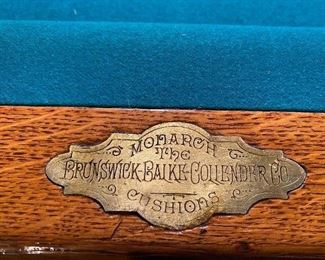 MONARCH
THE
BRUNSWICK-BALKE-COLLENDER CO.
CUSHIONS